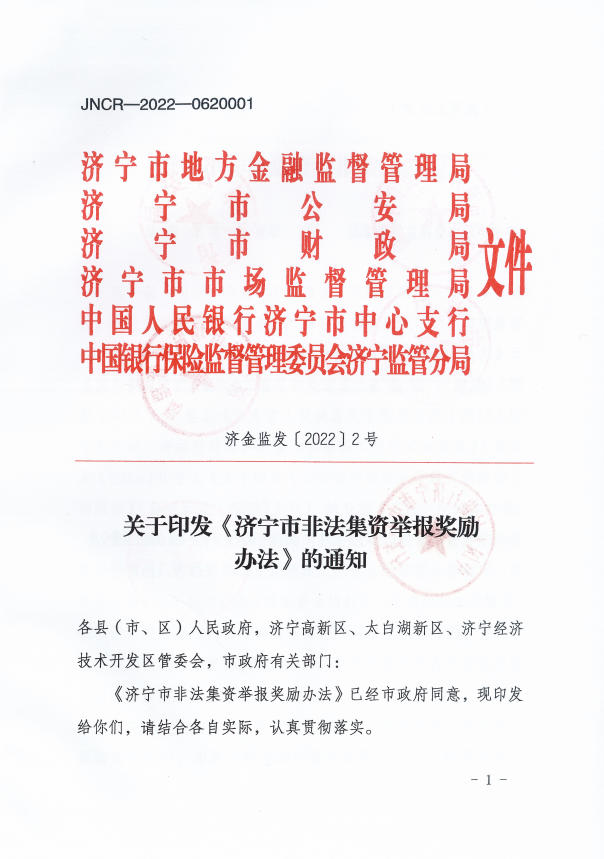 JNCR—2022—0620001
济宁市地方金融监督管理局
济宁市公安局
济宁市财政局
济宁市市场监督管理局
中国人民银行济宁市中心支行
中国银行保险监督管理委员会济宁监管分局
文件
济金监发〔2022〕2号
关于印发《济宁市非法集资举报奖励
办法》的通知
各县（市、区）人民政府，济宁高新区、太白湖新区、济宁经济
技术开发区管委会，市政府有关部门：
《济宁市非法集资举报奖励办法》已经市政府同意，现印发
给你们，请结合各自实际，认真贯彻落实。
- 1 -